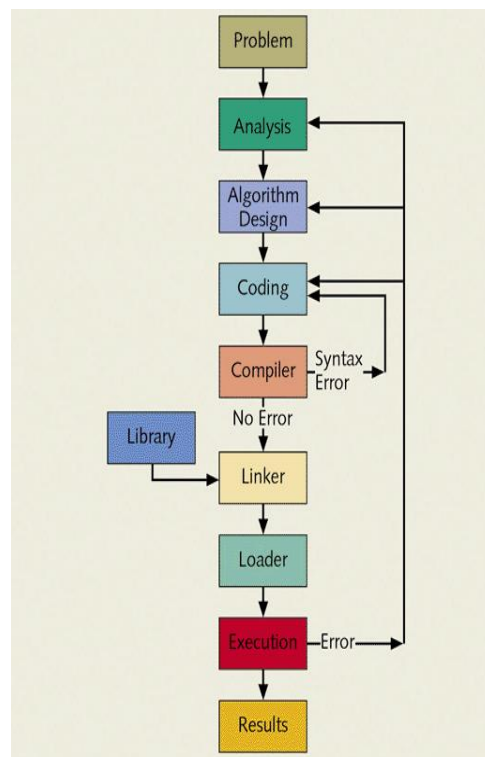 Problem
Analysis
Algorithm
Design
Coding
Compiler
Syntax
Error
No Error
Library
Linker
Loader
Execution
Error
Results